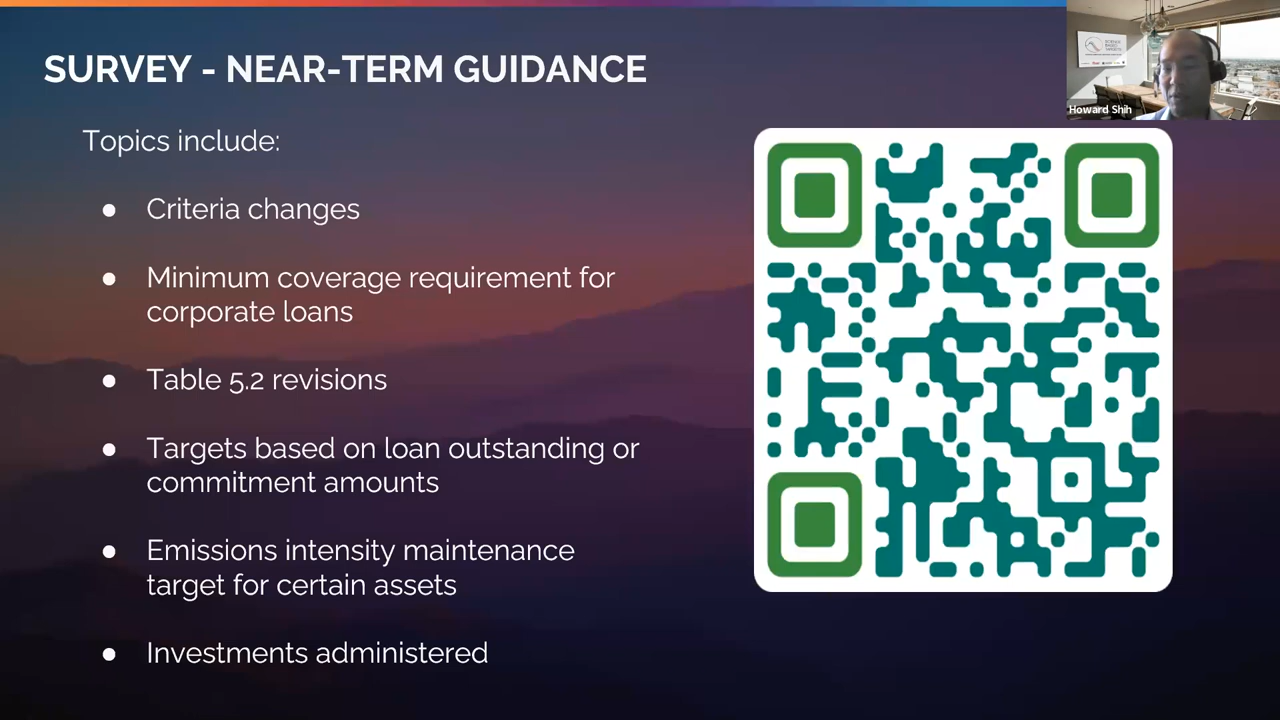 SURVEY - NEAR-TERM GUIDANCE
Howard Shih
Topics include:
● Criteria changes
● Minimum coverage requirement for
corporate loans
● Table 5.2 revisions
● Targets based on loan outstanding or
commitment amounts
● Emissions intensity maintenance
target for certain assets
● Investments administered